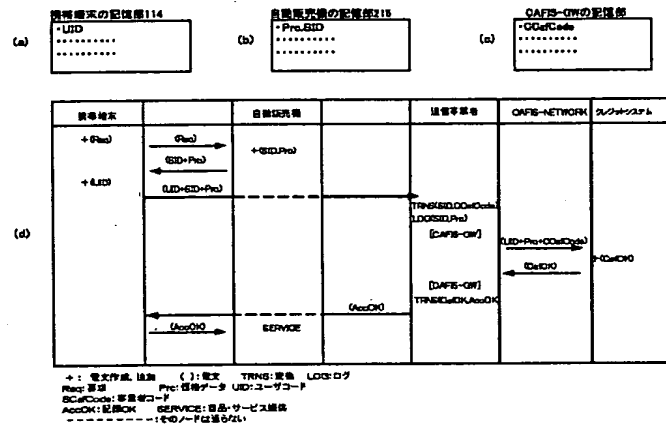 携帯端末の記憶部114
自動販売機の記憶部215
CAFIS-GWの記憶部
(a)
・UID
(b)
・Pro.SID
(c)
・CCafCode
携帯端末
自動販売機
通信事業者
CAFIS-NETWORK
クレジットシステム
+(Req)
(Req)
+(SID,Pro)
(SID+Pro)
+(UID)
(UID+SID+Pro)
TRNS(SID,CCafCode)
LOG(SID,Pro)
(d)
[CAFIS-GW]
(UID+Pro+CCafCode)
(CafOK)
+(CafOK)
[CAFIS-GW]
TRNS(CafOK,AccOK)
(AccOK)
(AccOK)
SERVICE
+： 電文作成、追加 ( )：電文 TRNS：変換 LOG：ログ
Req：要求 Pro：価格データ UID：ユーザコード
SCafCode：事業者コード
AccOK：記録OK SERVICE：商品・サービス提供
----------：そのノードは通らない